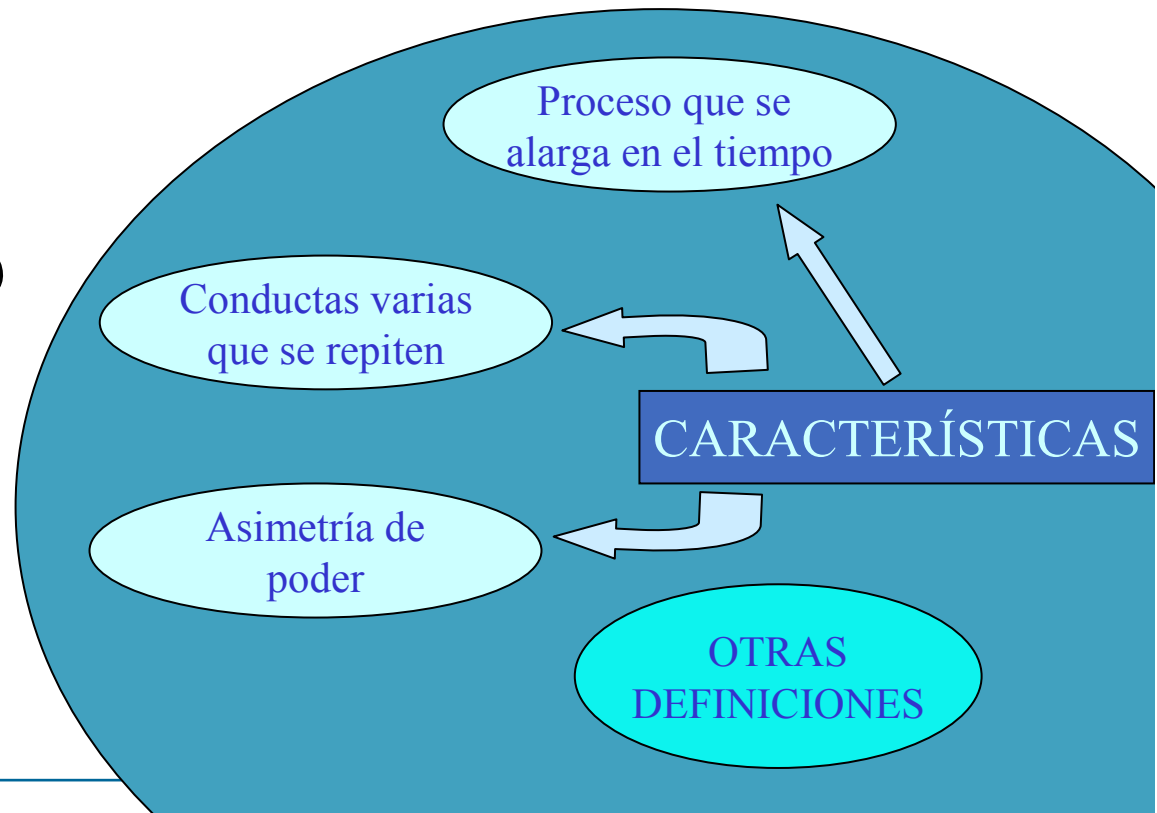 Proceso que se
alarga en el tiempo
Conductas varias
que se repiten
CARACTERÍSTICAS
Asimetría de
poder
OTRAS
DEFINICIONES